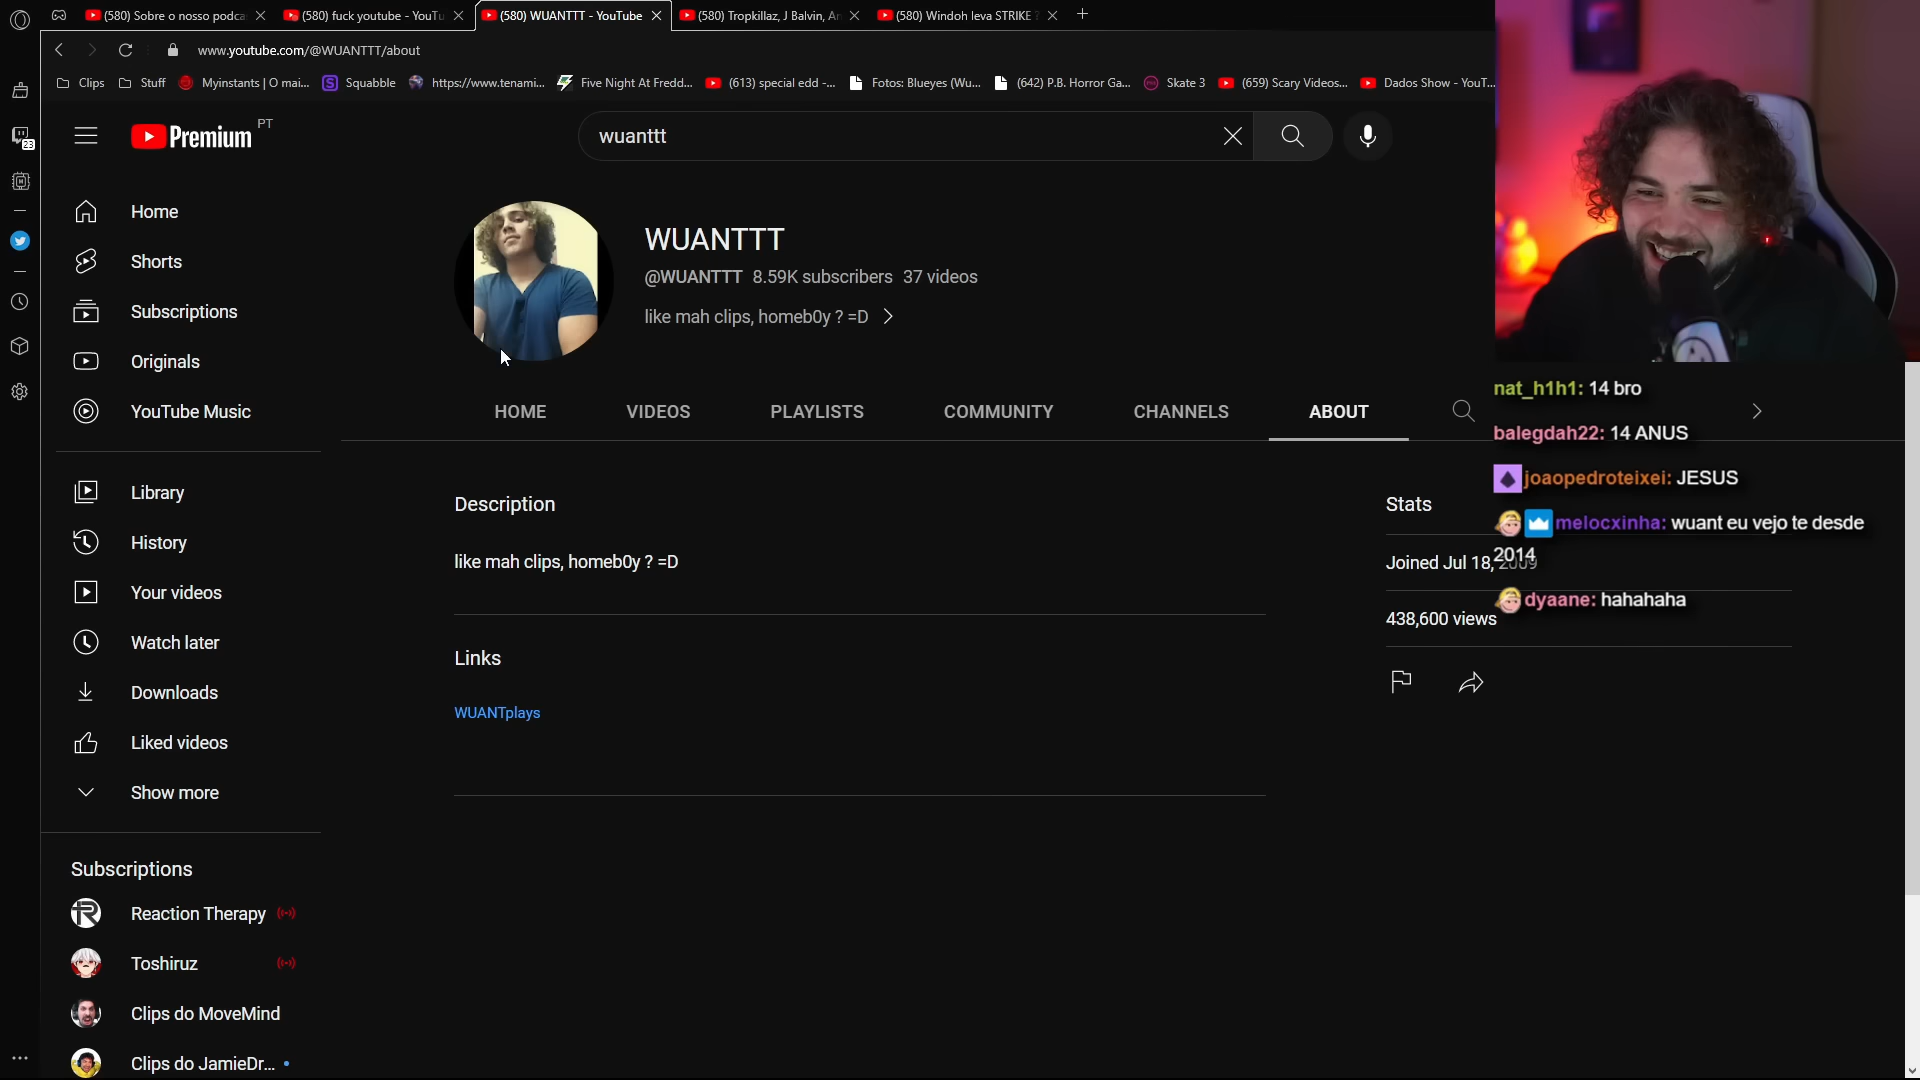 (580) Sobre o nosso podca
(580) fuck youtube - YouTu
(580) WUANTTT - YouTube
(580) Tropkillaz, J Balvin, An
(580) Windoh leva STRIKE ?
www.youtube.com/@WUANTTT/about
Clips
Stuff
Myinstants | O mai...
Squabble
https://www.tenami...
Five Night At Fredd...
(613) special edd -...
Fotos: Blueyes (Wu...
(642) P.B. Horror Ga...
Skate 3
(659) Scary Videos...
Dados Show - YouT...
23
Premium
PT
wuanttt
Home
Shorts
Subscriptions
Originals
YouTube Music
Library
History
Your videos
Watch later
Downloads
Liked videos
Show more
Subscriptions
Reaction Therapy
Toshiruz
Clips do MoveMind
Clips do JamieDr...
WUANTTT
@WUANTTT 8.59K subscribers 37 videos
like mah clips, homeb0y ? =D
HOME
VIDEOS
PLAYLISTS
COMMUNITY
CHANNELS
ABOUT
Description
like mah clips, homeb0y ? =D
Links
WUANTplays
Stats
Joined Jul 18, 2009
438,600 views
nat_h1h1: 14 bro
balegdah22: 14 ANUS
joaopedroteixei: JESUS
melocxinha: wuant eu vejo te desde
2014
dyaane: hahahaha